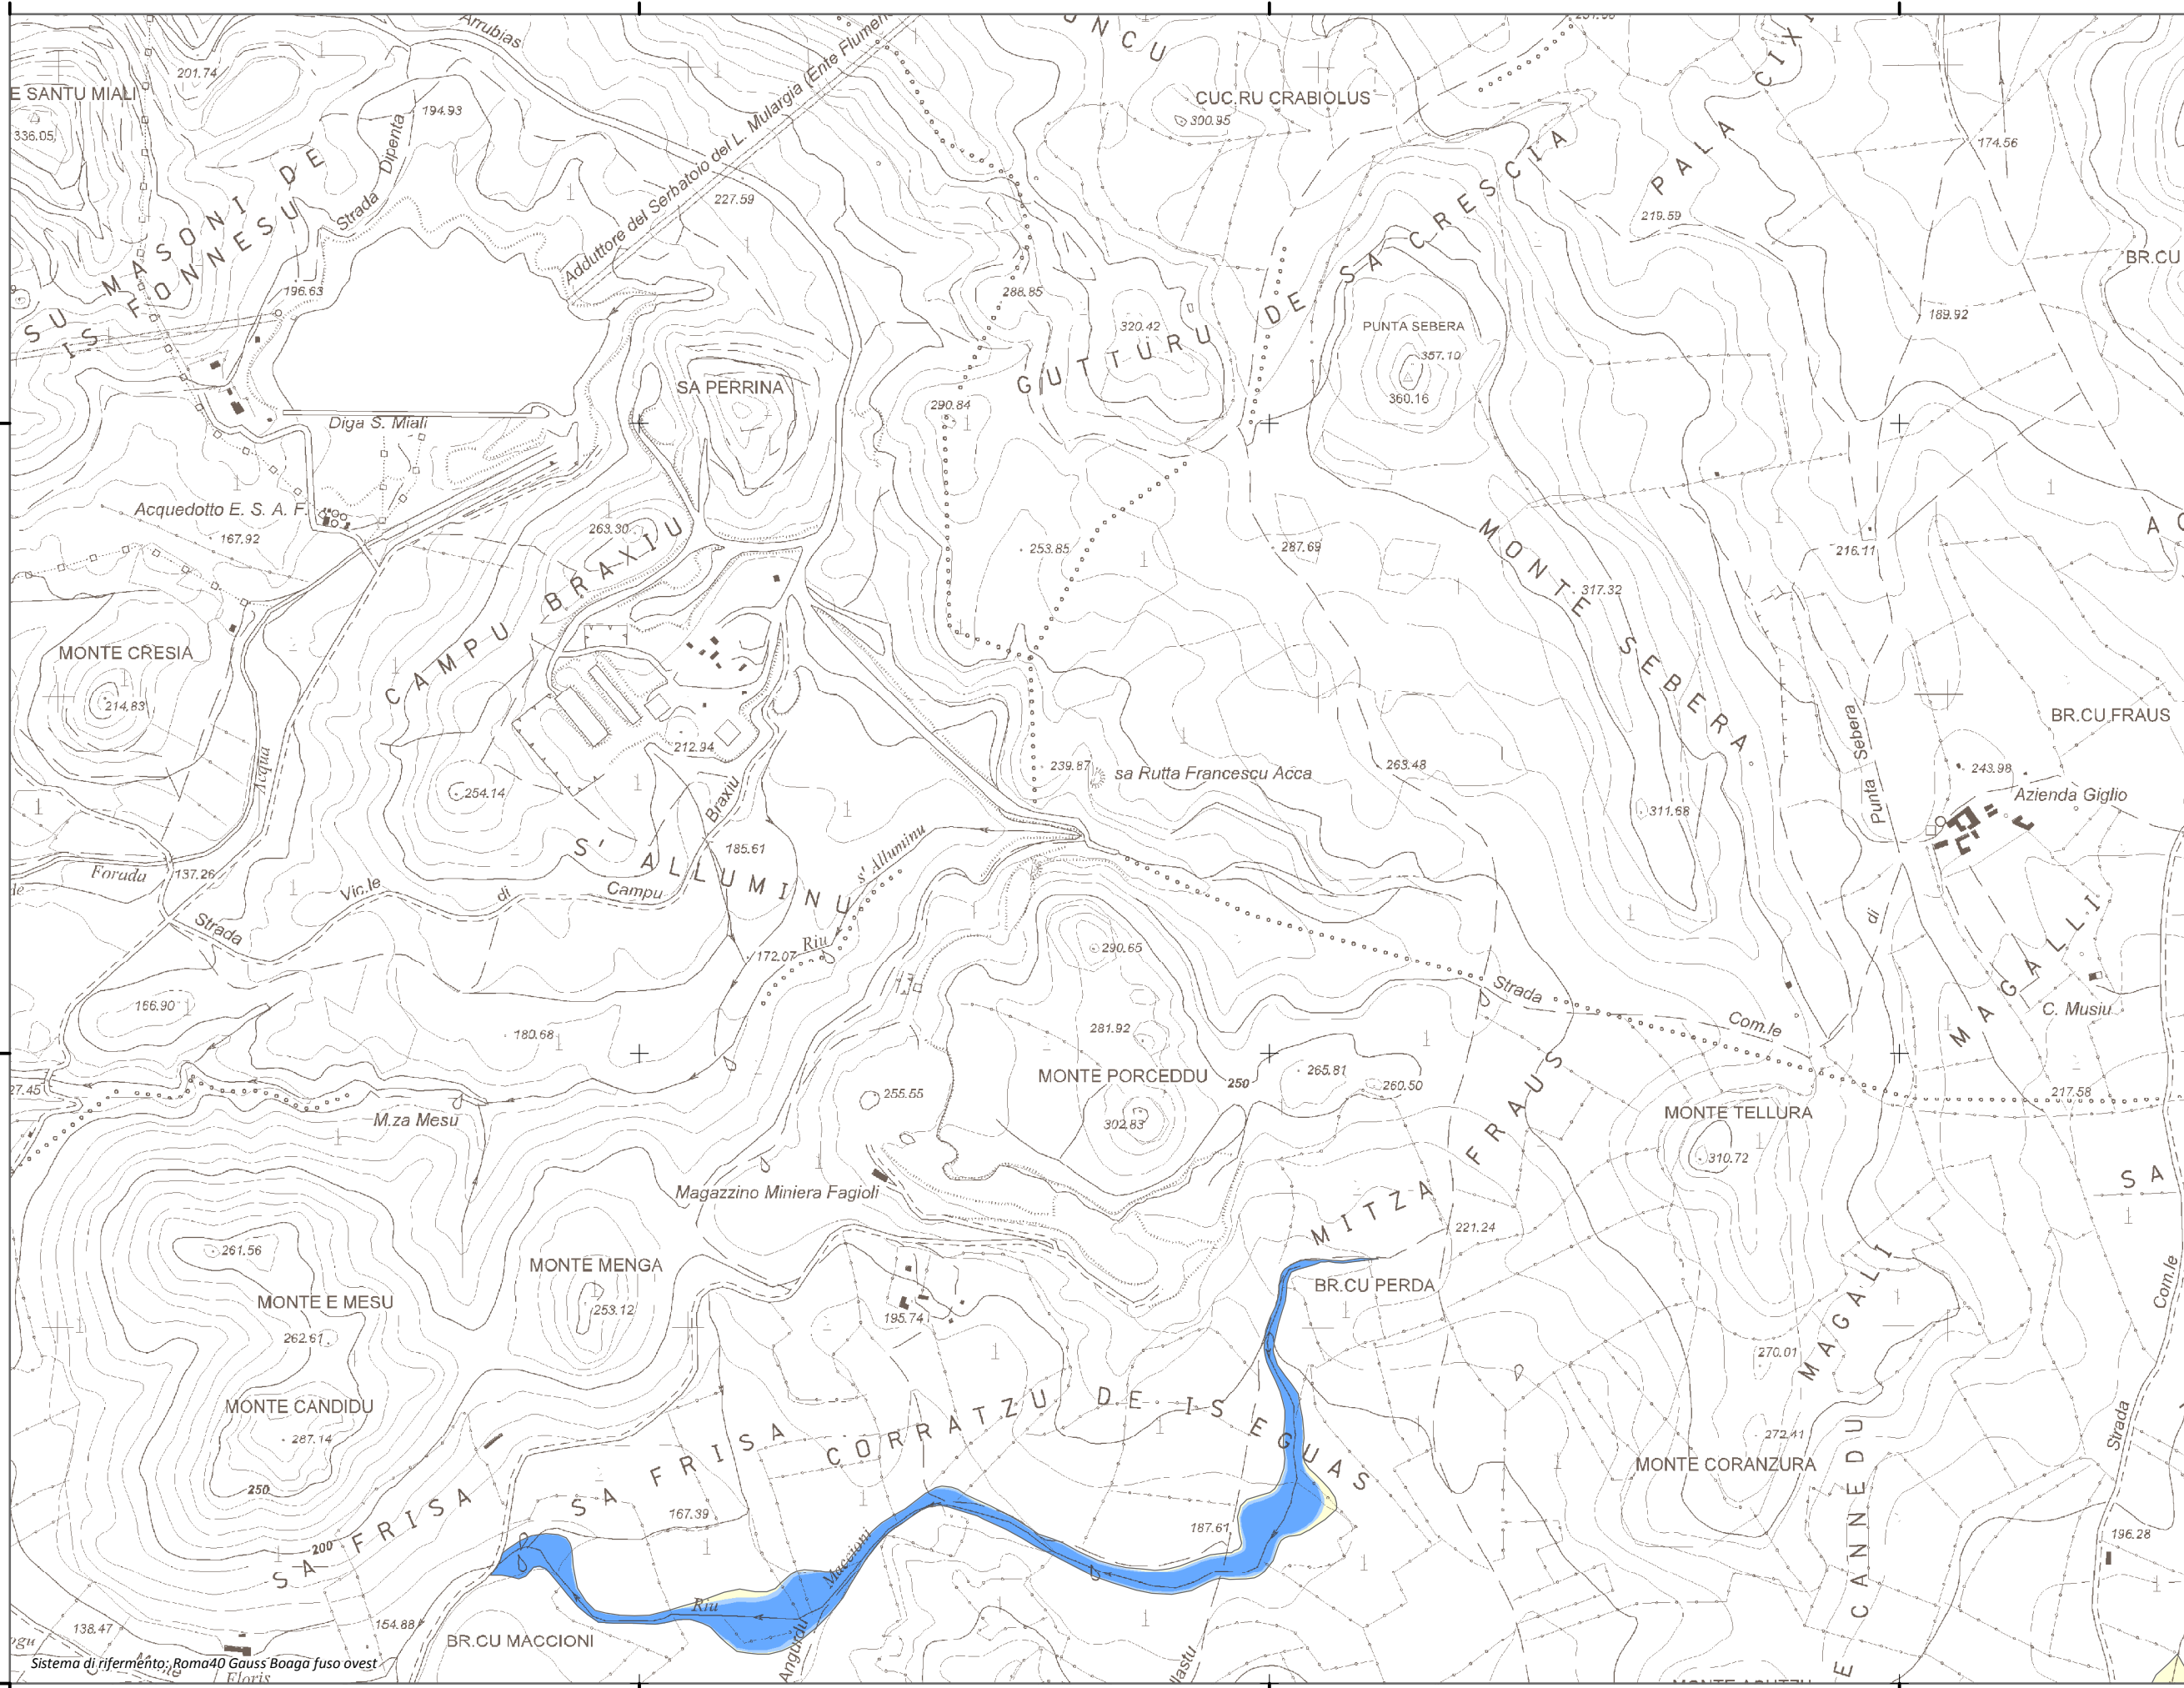 Arrubias
201.74
E SANTU MIALI
336.05
194.93
Strada Dipenta
SU MASONI DE
IS FONNESU
196.63
Adduttore del Serbatoio del L. Mulargia (Ente Flumen
227.59
UNCU
CUC.RU CRABIOLUS
300.95
PALA CIXI
174.56
219.59
BR.CU
189.92
288.85
320.42
GUTTURU DE SA CRESCIA
PUNTA SEBERA
357.10
360.16
SA PERRINA
290.84
Diga S. Miali
Acquedotto E. S. A. F.
167.92
263.30
CAMPU BRAXIU
253.85
287.69
MONTE SEBERA
317.32
216.11
MONTE CRESIA
214.83
Acqua
212.94
254.14
239.87
sa Rutta Francescu Acca
263.48
311.68
Punta Sebera
di
BR.CU FRAUS
243.98
Azienda Giglio
Braxiu
185.61
S' ALLUMINU
s' Alluminu
Riu
Foruda
137.26
Strada
Vic.le
di
Campu
172.07
166.90
180.68
290.65
281.92
Strada
Com.le
MAGALLI
C. Musiu
27.45
M.za Mesu
255.55
MONTE PORCEDDU
250
302.83
265.81
260.50
MITZA FRAUS
MONTE TELLURA
310.72
217.58
SA
Magazzino Miniera Fagioli
221.24
261.56
MONTE MENGA
253.12
MONTE E MESU
262.61
195.74
BR.CU PERDA
MAGALI
270.01
Com.le
Strada
MONTE CANDIDU
287.14
250
CORRATZU DE IS EGUAS
272.41
MONTE CORANZURA
E CANNEDU
SA FRISA
SA FRISA
200
167.39
187.61
196.28
Maccioni
Riu
138.47
154.88
BR.CU MACCIONI
Sistema di rifermento: Roma40 Gauss Boaga fuso ovest
Floris